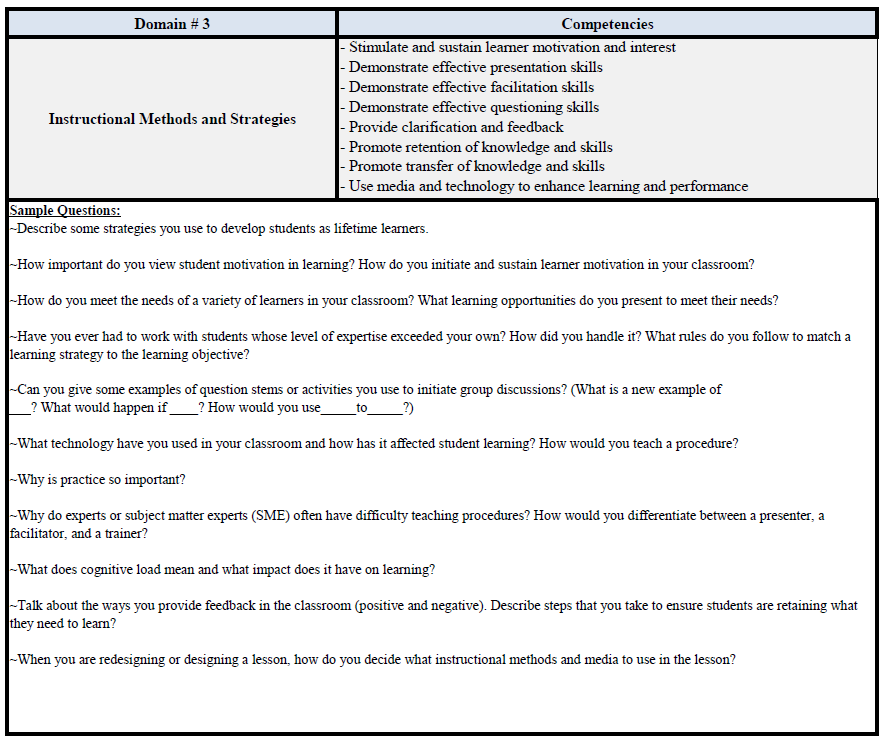 Domain # 3
Competencies
Instructional Methods and Strategies
- Stimulate and sustain learner motivation and interest
- Demonstrate effective presentation skills
- Demonstrate effective facilitation skills
- Demonstrate effective questioning skills
- Provide clarification and feedback
- Promote retention of knowledge and skills
- Promote transfer of knowledge and skills
- Use media and technology to enhance learning and performance
Sample Questions:
~Describe some strategies you use to develop students as lifetime learners.
~How important do you view student motivation in learning? How do you initiate and sustain learner motivation in your classroom?
~How do you meet the needs of a variety of learners in your classroom? What learning opportunities do you present to meet their needs?
~Have you ever had to work with students whose level of expertise exceeded your own? How did you handle it? What rules do you follow to match a
learning strategy to the learning objective?
~Can you give some examples of question stems or activities you use to initiate group discussions? (What is a new example of
___? What would happen if ____? How would you use_____to_____?)
~What technology have you used in your classroom and how has it affected student learning? How would you teach a procedure?
~Why is practice so important?
~Why do experts or subject matter experts (SME) often have difficulty teaching procedures? How would you differentiate between a presenter, a
facilitator, and a trainer?
~What does cognitive load mean and what impact does it have on learning?
~Talk about the ways you provide feedback in the classroom (positive and negative). Describe steps that you take to ensure students are retaining what
they need to learn?
~When you are redesigning or designing a lesson, how do you decide what instructional methods and media to use in the lesson?